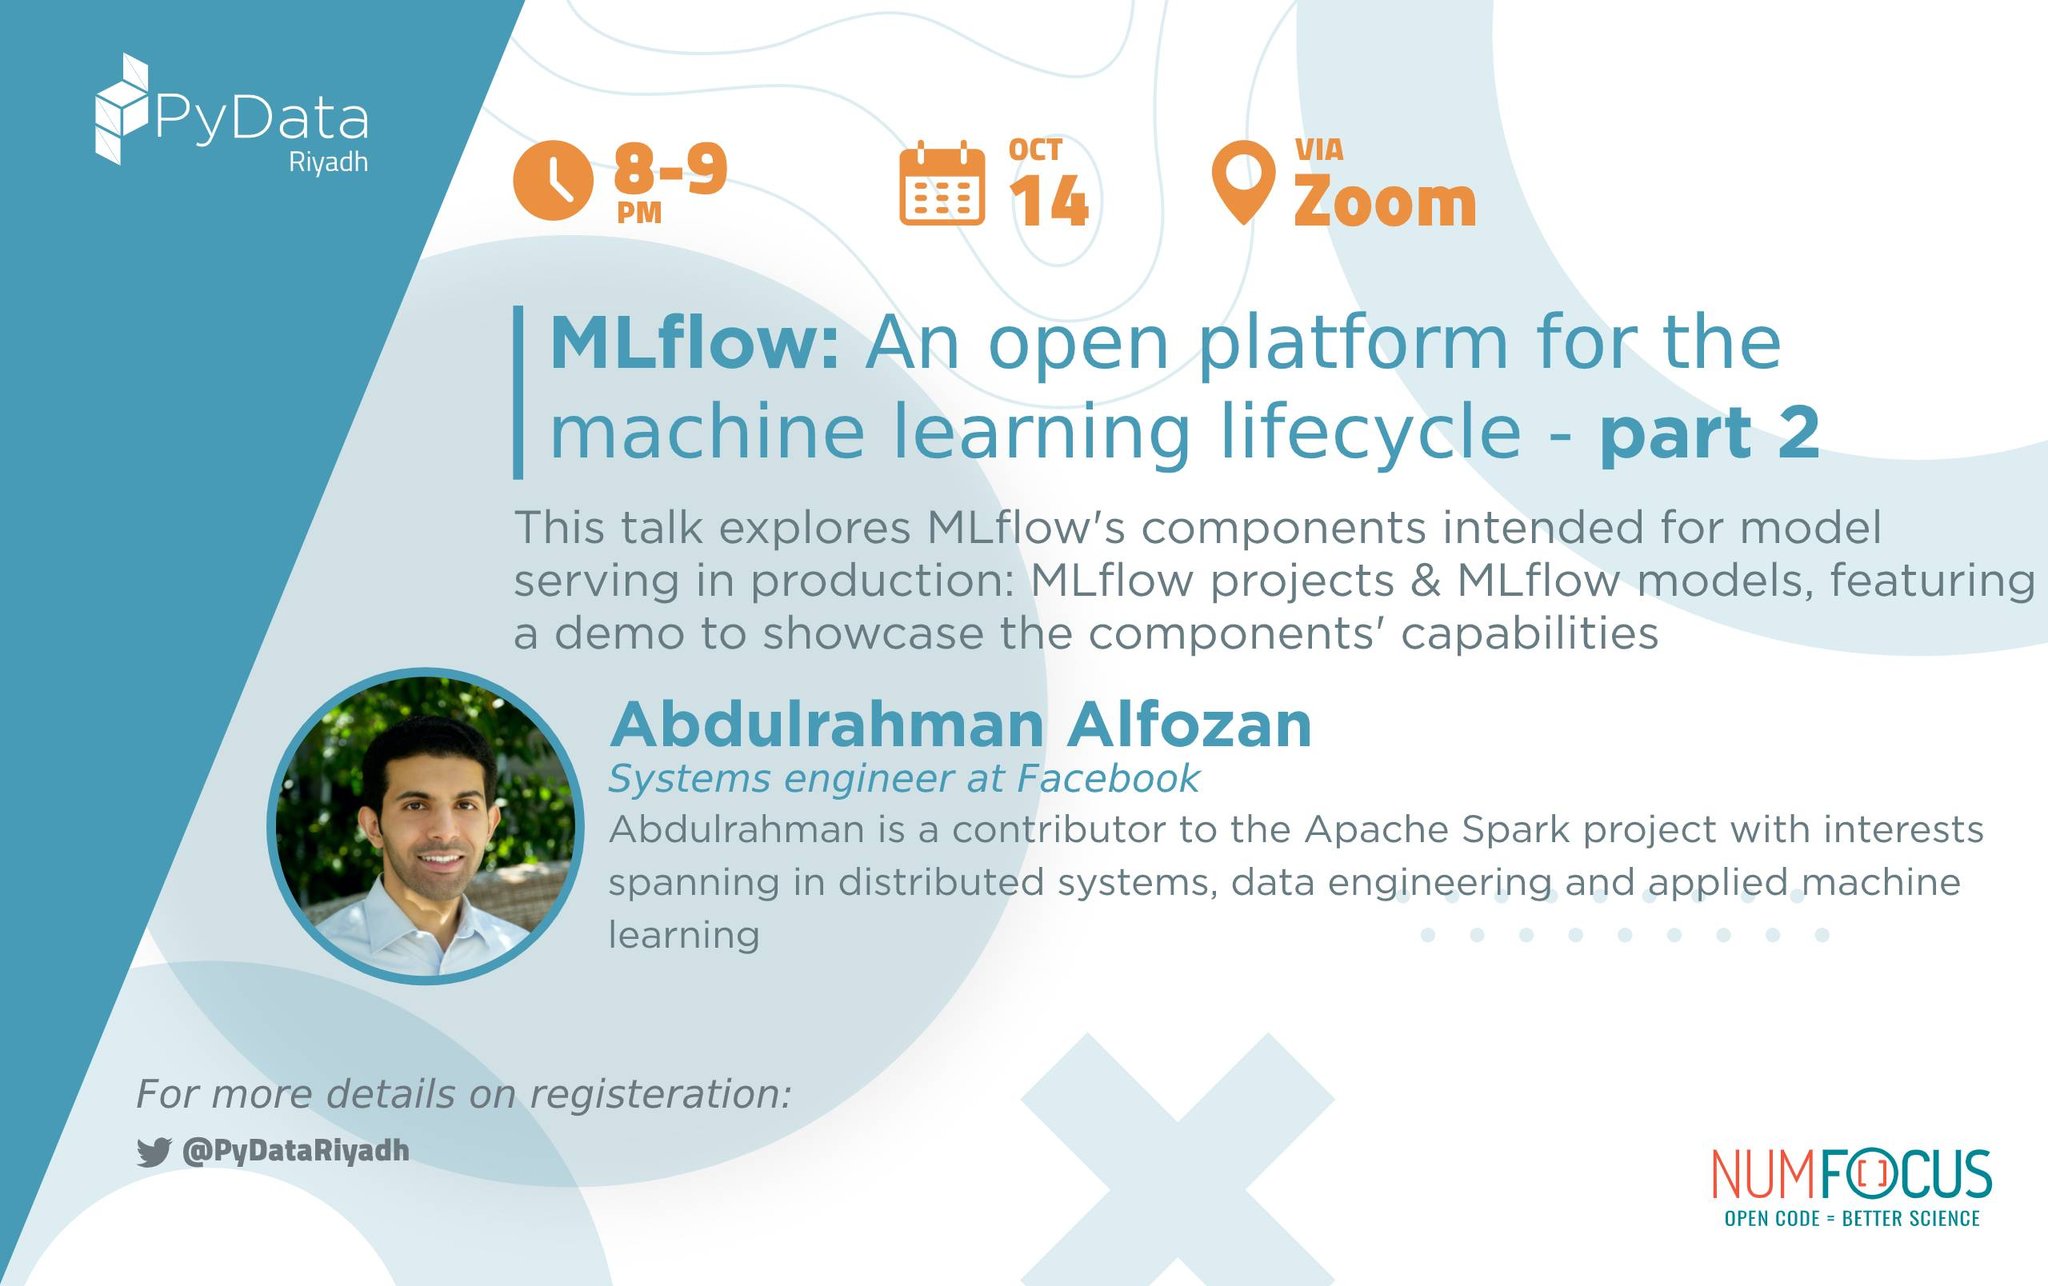 PyData
Riyadh
8-9
PM
OCT
14
VIA
Zoom
MLflow: An open platform for the
machine learning lifecycle - part 2
This talk explores MLflow's components intended for model
serving in production: MLflow projects & MLflow models, featuring
a demo to showcase the components' capabilities
Abdulrahman Alfozan
Systems engineer at Facebook
Abdulrahman is a contributor to the Apache Spark project with interests
spanning in distributed systems, data engineering and applied machine
learning
For more details on registeration:
@PyDataRiyadh
NUMFOCUS
OPEN CODE = BETTER SCIENCE